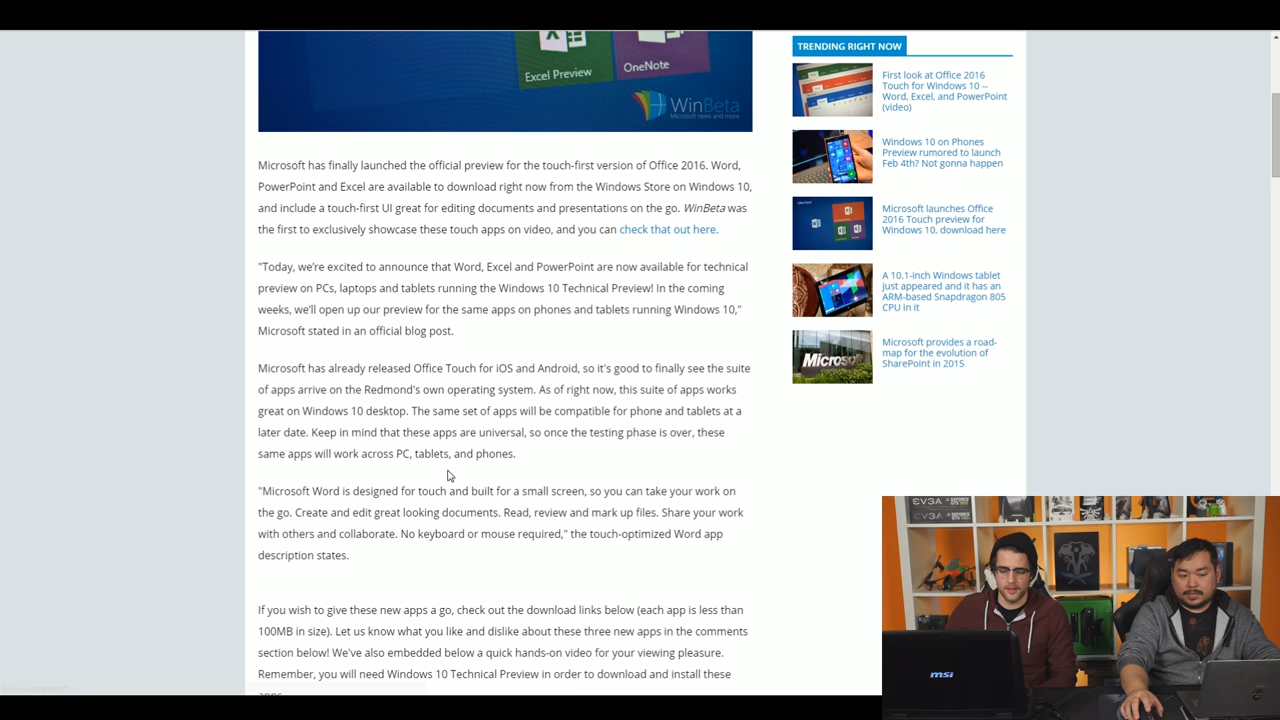 Excel Preview
OneNote
WinBeta
Microsoft news and more
Microsoft has finally launched the official preview for the touch-first version of Office 2016. Word,
PowerPoint and Excel are available to download right now from the Windows Store on Windows 10,
and include a touch-first UI great for editing documents and presentations on the go. WinBeta was
the first to exclusively showcase these touch apps on video, and you can check that out here.
"Today, we're excited to announce that Word, Excel and PowerPoint are now available for technical
preview on PCs, laptops and tablets running the Windows 10 Technical Preview! In the coming
weeks, we'll open up our preview for the same apps on phones and tablets running Windows 10,"
Microsoft stated in an official blog post.
Microsoft has already released Office Touch for iOS and Android, so it's good to finally see the suite
of apps arrive on the Redmond's own operating system. As of right now, this suite of apps works
great on Windows 10 desktop. The same set of apps will be compatible for phone and tablets at a
later date. Keep in mind that these apps are universal, so once the testing phase is over, these
same apps will work across PC, tablets, and phones.
"Microsoft Word is designed for touch and built for a small screen, so you can take your work on
the go. Create and edit great looking documents. Read, review and mark up files. Share your work
with others and collaborate. No keyboard or mouse required," the touch-optimized Word app
description states.
If you wish to give these new apps a go, check out the download links below (each app is less than
100MB in size). Let us know what you like and dislike about these three new apps in the comments
section below! We've also embedded below a quick hands-on video for your viewing pleasure.
Remember, you will need Windows 10 Technical Preview in order to download and install these
apps.
TRENDING RIGHT NOW
First look at Office 2016
Touch for Windows 10 --
Word, Excel, and PowerPoint
(video)
Windows 10 on Phones
Preview rumored to launch
Feb 4th? Not gonna happen
Microsoft launches Office
2016 Touch preview for
Windows 10, download here
A 10.1-inch Windows tablet
just appeared and it has an
ARM-based Snapdragon 805
CPU in it
Microsoft provides a road-
map for the evolution of
SharePoint in 2015
Microsof
EVGA
EVGA
msi